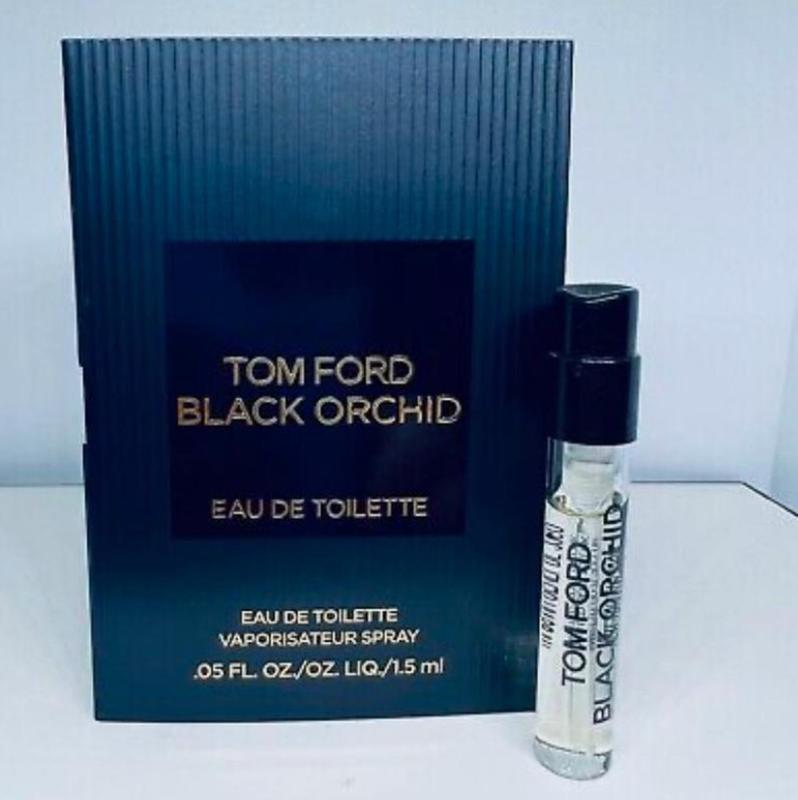 TOM FORD
BLACK ORCHID
EAU DE TOILETTE
EAU DE TOILETTE
VAPORISATEUR SPRAY
.05 FL. OZ./OZ. LIQ./1.5 ml
TOM FORD
BLACK ORCHID